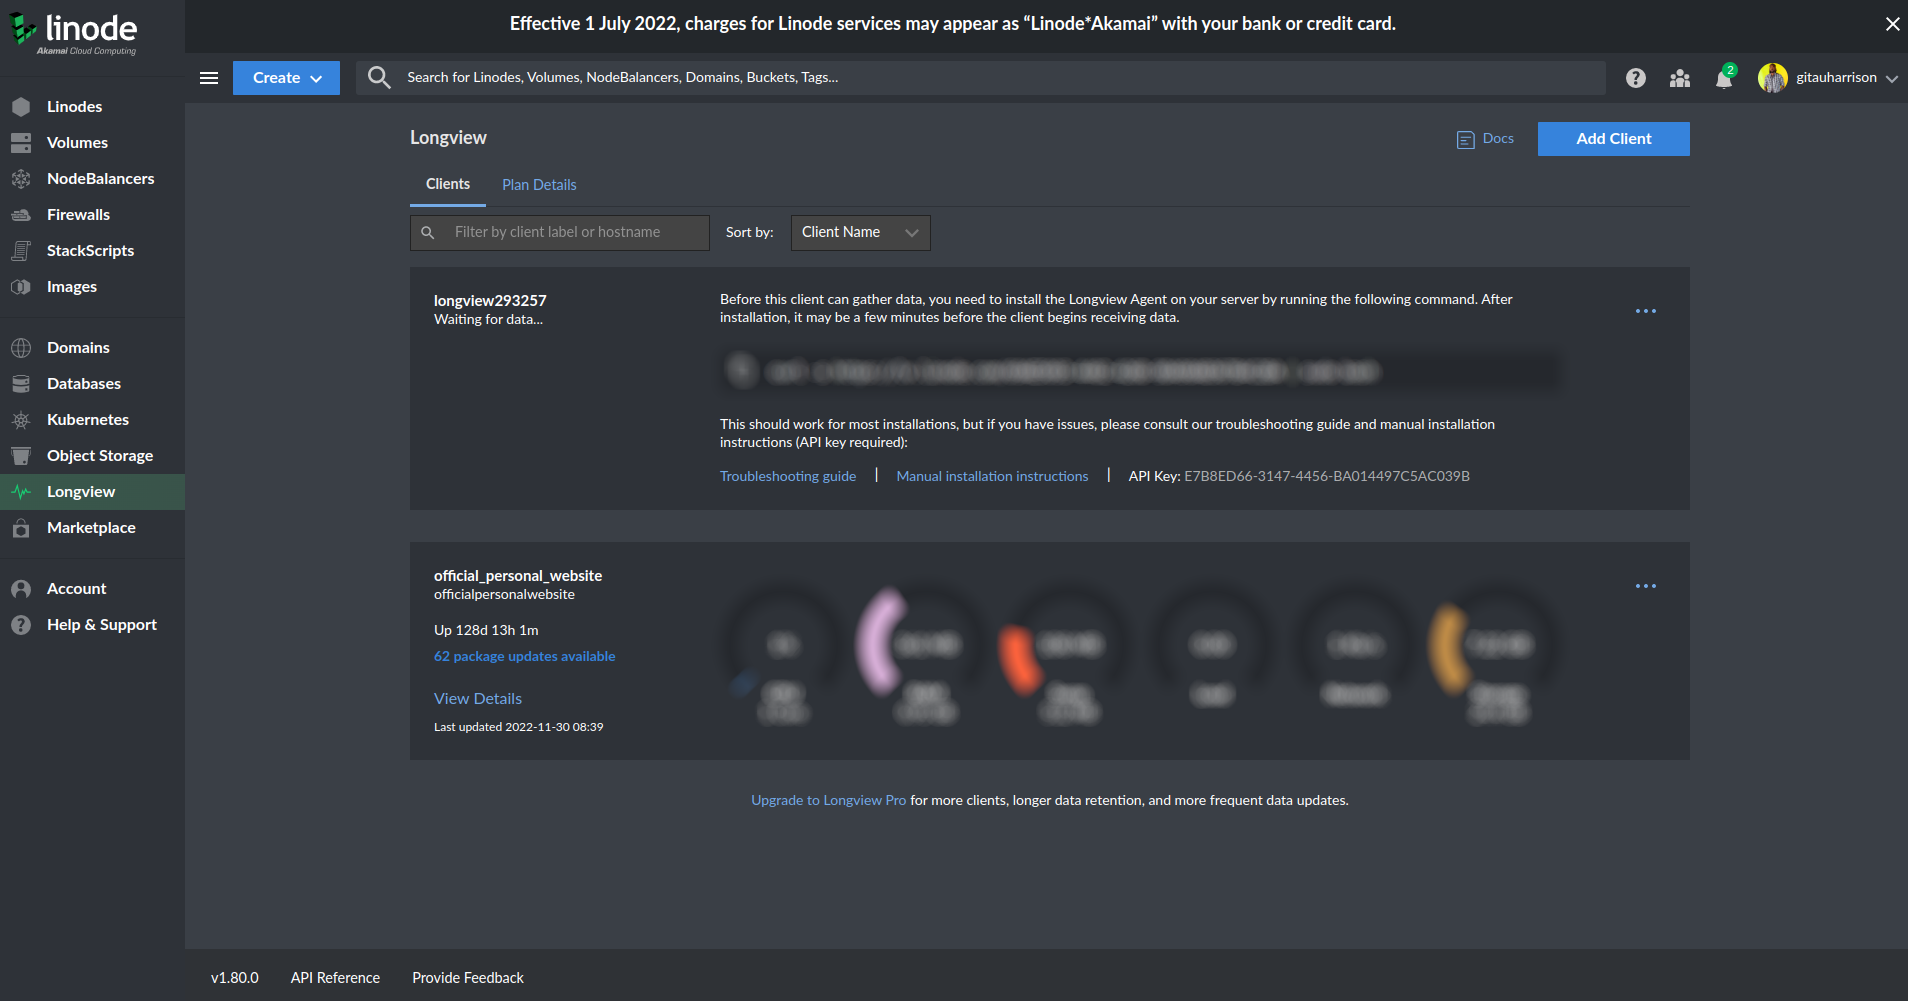 linode
Akamai Cloud Computing
Effective 1 July 2022, charges for Linode services may appear as “Linode*Akamai” with your bank or credit card.
Create
Search for Linodes, Volumes, NodeBalancers, Domains, Buckets, Tags...
2
gitauharrison
Linodes
Volumes
NodeBalancers
Firewalls
StackScripts
Images
Domains
Databases
Kubernetes
Object Storage
Longview
Marketplace
Account
Help & Support
Longview
Docs
Add Client
Clients
Plan Details
Filter by client label or hostname
Sort by:
Client Name
longview293257
Waiting for data...
Before this client can gather data, you need to install the Longview Agent on your server by running the following command. After
installation, it may be a few minutes before the client begins receiving data.
This should work for most installations, but if you have issues, please consult our troubleshooting guide and manual installation
instructions (API key required):
Troubleshooting guide | Manual installation instructions | API Key: E7B8ED66-3147-4456-BA014497C5AC039B
official_personal_website
officialpersonalwebsite
Up 128d 13h 1m
62 package updates available
View Details
Last updated 2022-11-30 08:39
Upgrade to Longview Pro for more clients, longer data retention, and more frequent data updates.
v1.80.0
API Reference
Provide Feedback